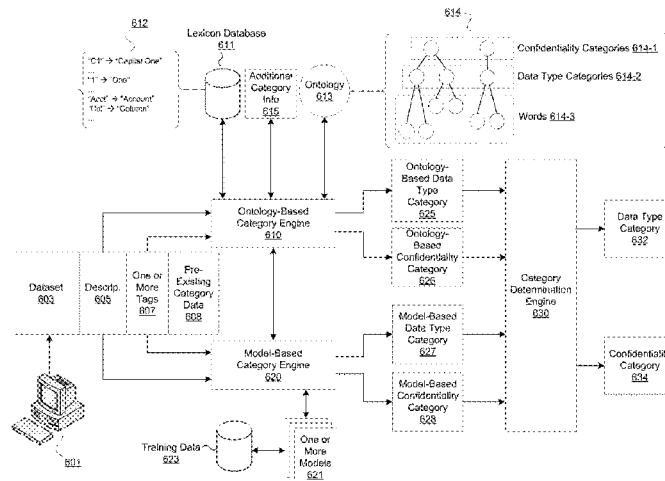 612
614
Lexicon Database
611
"C1" → "Capital One"
...
"1" → "One"
...
"Acct" → "Account"
"Col" → "Column"
...
Additional
Category
Info
615
Ontology
613
Confidentiality Categories 614-1
Data Type Categories 614-2
Words 614-3
Ontology-Based Category Engine
610
Ontology-
Based Data
Type
Category
625
Ontology-
Based
Confidentiality
Category
626
Data Type
Category
632
Dataset
603
Descrip.
605
One or
More
Tags
607
Pre-
Existing
Category
Data
608
Category
Determination
Engine
630
Model-Based Category Engine
620
Model-Based
Data Type
Category
627
Model-Based
Confidentiality
Category
628
Confidentiality
Category
634
601
Training Data
623
One or
More
Models
621